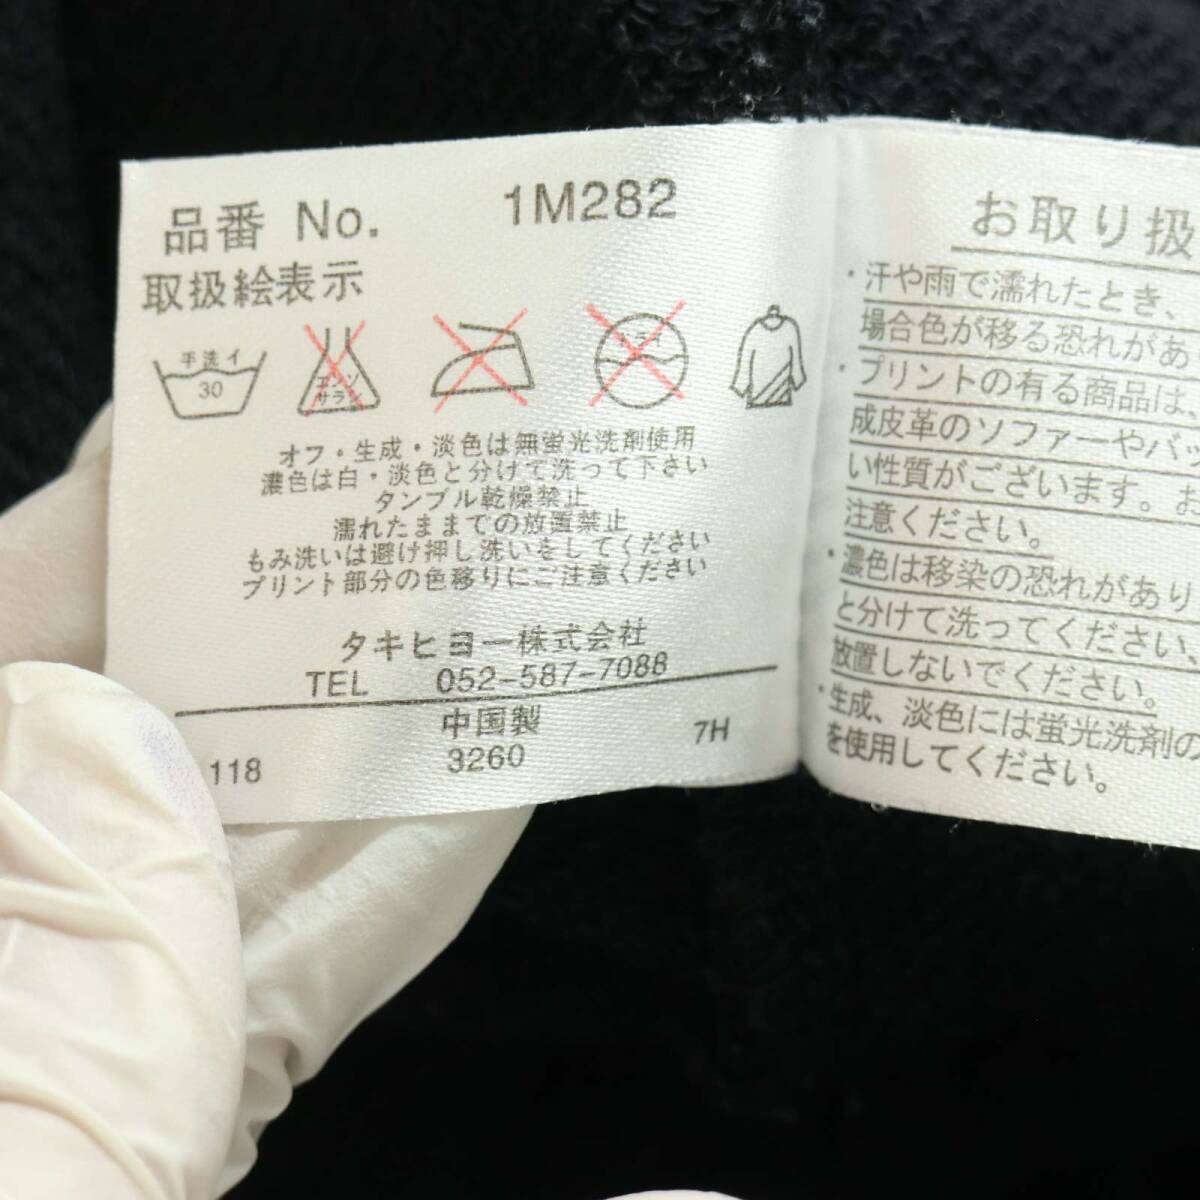 品番 No. 1M282
取扱絵表示
手洗イ
30
エンソ
サラシ
ドライ
オフ・生成・淡色は無蛍光洗剤使用
濃色は白・淡色と分けて洗って下さい
タンブル乾燥禁止
濡れたままでの放置禁止
もみ洗いは避け押し洗いをしてください
プリント部分の色移りにご注意ください
タキヒヨー株式会社
TEL 052-587-7088
中国製
118 3260 7H
お取り扱
・汗や雨で濡れたとき、
場合色が移る恐れがあ
・プリントの有る商品は、
成皮革のソファーやバッ
い性質がございます。お
注意ください。
・濃色は移染の恐れがあり
と分けて洗ってください、
放置しないでください。
・生成、淡色には蛍光洗剤の
を使用してください。